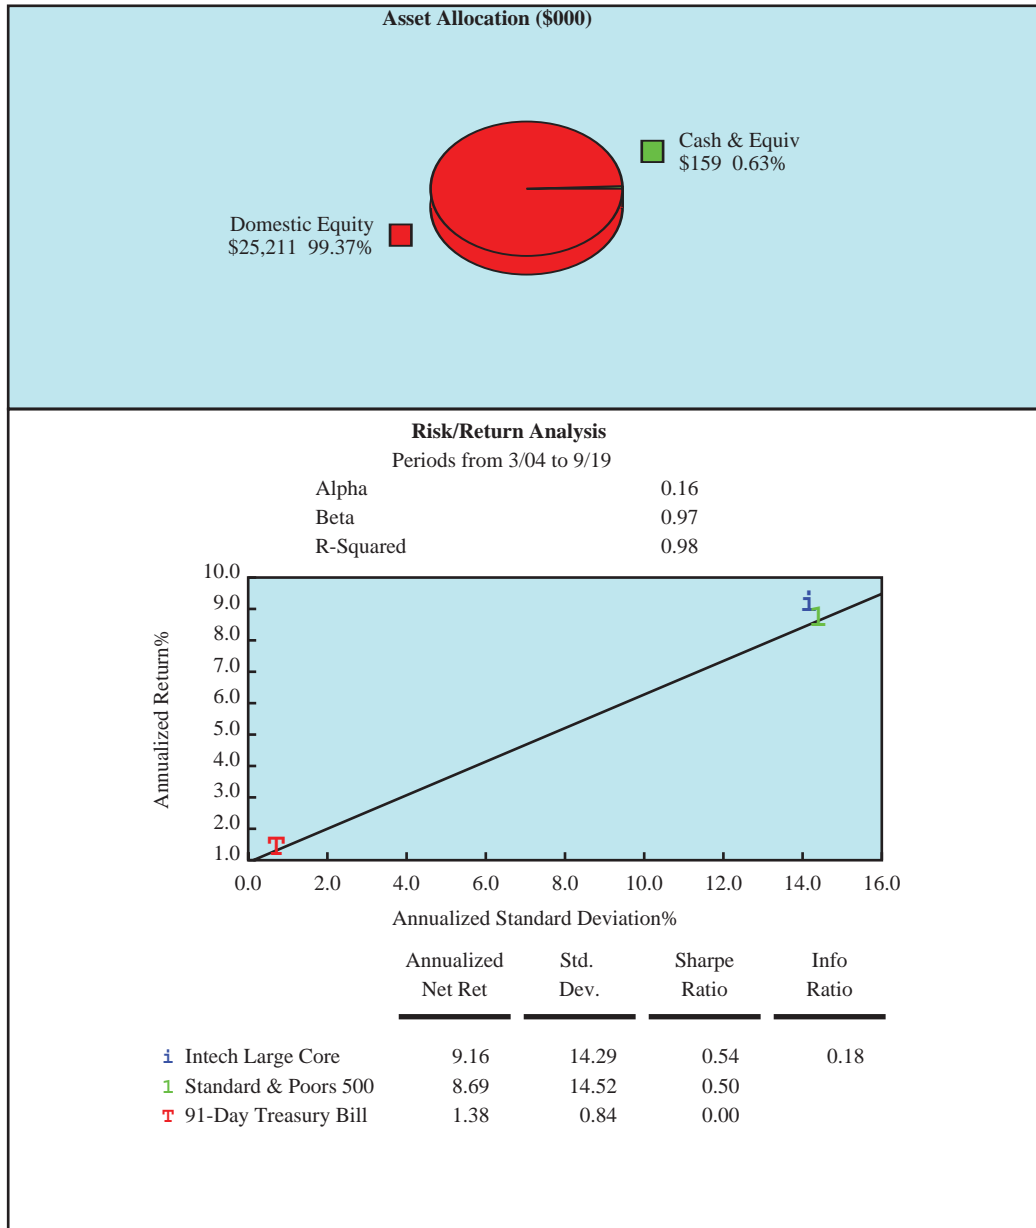 Asset Allocation ($000)
Cash & Equiv
$159 0.63%
Domestic Equity
$25,211 99.37%
Risk/Return Analysis
Periods from 3/04 to 9/19
Alpha 0.16
Beta 0.97
R-Squared 0.98
10.0
9.0
8.0
7.0
6.0
5.0
4.0
3.0
2.0
1.0
Annualized Return%
i
1
T
0.0 2.0 4.0 6.0 8.0 10.0 12.0 14.0 16.0
Annualized Standard Deviation%
Annualized Std. Sharpe Info
Net Ret Dev. Ratio Ratio
i Intech Large Core 9.16 14.29 0.54 0.18
1 Standard & Poors 500 8.69 14.52 0.50
T 91-Day Treasury Bill 1.38 0.84 0.00